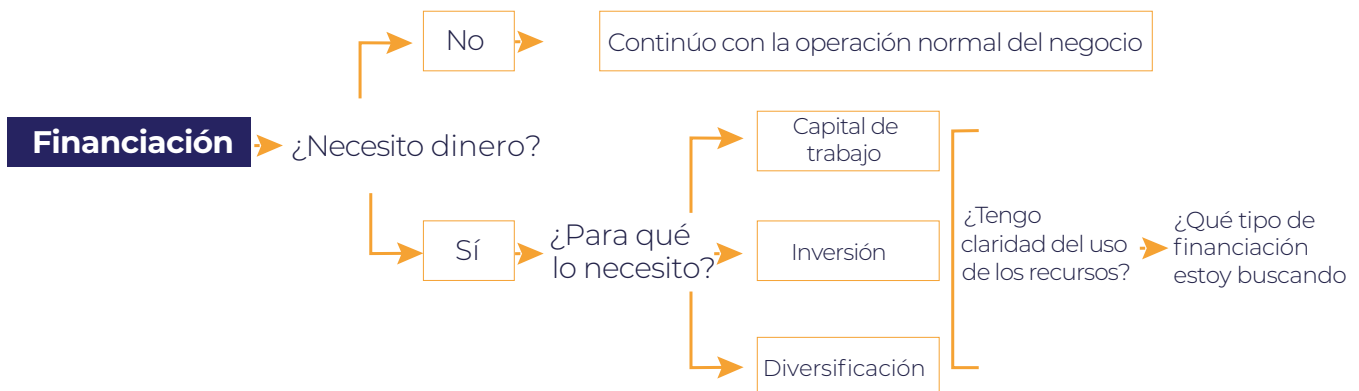 No
Continúo con la operación normal del negocio
Financiación
¿Necesito dinero?
Sí
¿Para qué
lo necesito?
Capital de
trabajo
Inversión
Diversificación
¿Tengo
claridad del uso
de los recursos?
¿Qué tipo de
financiación
estoy buscando